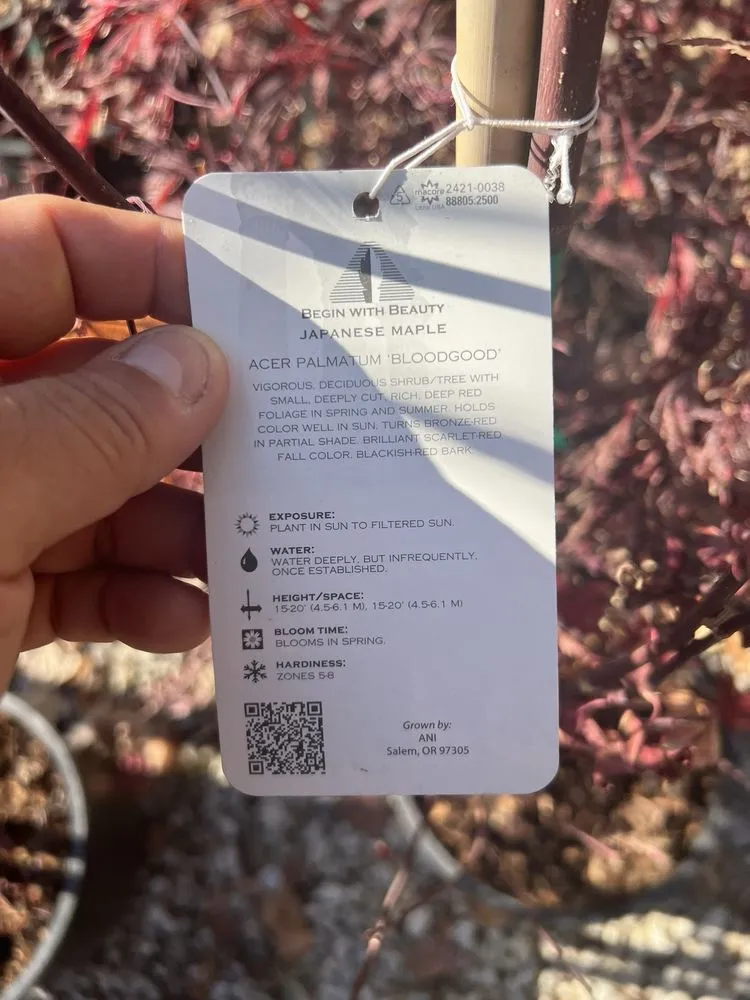 5 macore 2421-0038
LATM USA 88805:2500
BEGIN WITH BEAUTY
JAPANESE MAPLE
ACER PALMATUM 'BLOODGOOD'
VIGOROUS, DECIDUOUS SHRUB/TREE WITH
SMALL, DEEPLY CUT, RICH, DEEP RED
FOLIAGE IN SPRING AND SUMMER. HOLDS
COLOR WELL IN SUN. TURNS BRONZE-RED
IN PARTIAL SHADE. BRILLIANT SCARLET-RED
FALL COLOR. BLACKISH-RED BARK.
EXPOSURE:
PLANT IN SUN TO FILTERED SUN.
WATER:
WATER DEEPLY, BUT INFREQUENTLY,
ONCE ESTABLISHED.
HEIGHT/SPACE:
15-20' (4.5-6.1 M), 15-20' (4.5-6.1 M)
BLOOM TIME:
BLOOMS IN SPRING.
HARDINESS:
ZONES 5-8
Grown by:
ANI
Salem, OR 97305